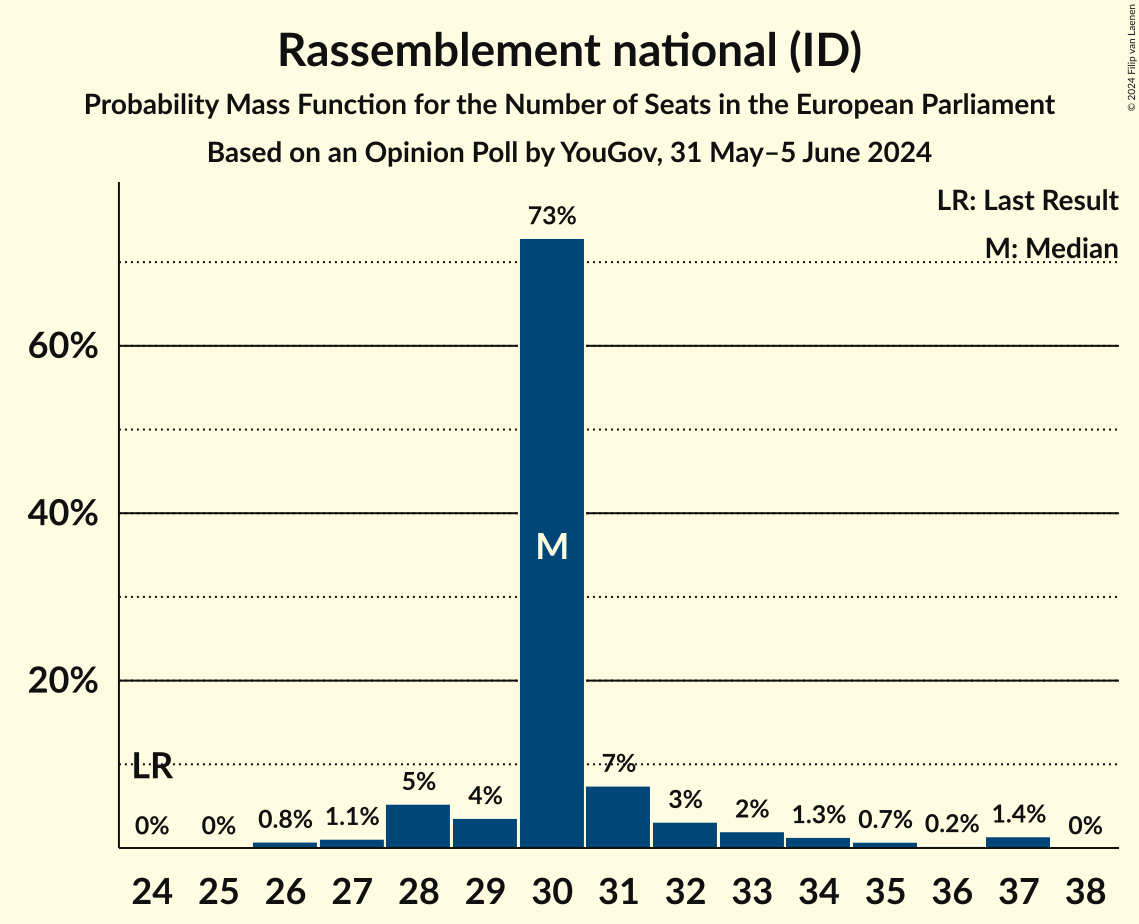 Rassemblement national (ID)
Probability Mass Function for the Number of Seats in the European Parliament
Based on an Opinion Poll by YouGov, 31 May–5 June 2024
© 2024 Filip van Laenen
LR: Last Result
M: Median
73%
60%
40%
M
20%
LR
7%
5%
4%
3%
2%
1.4%
1.3%
1.1%
0.8%
0.7%
0.2%
0%
0%
0%
24 25 26 27 28 29 30 31 32 33 34 35 36 37 38